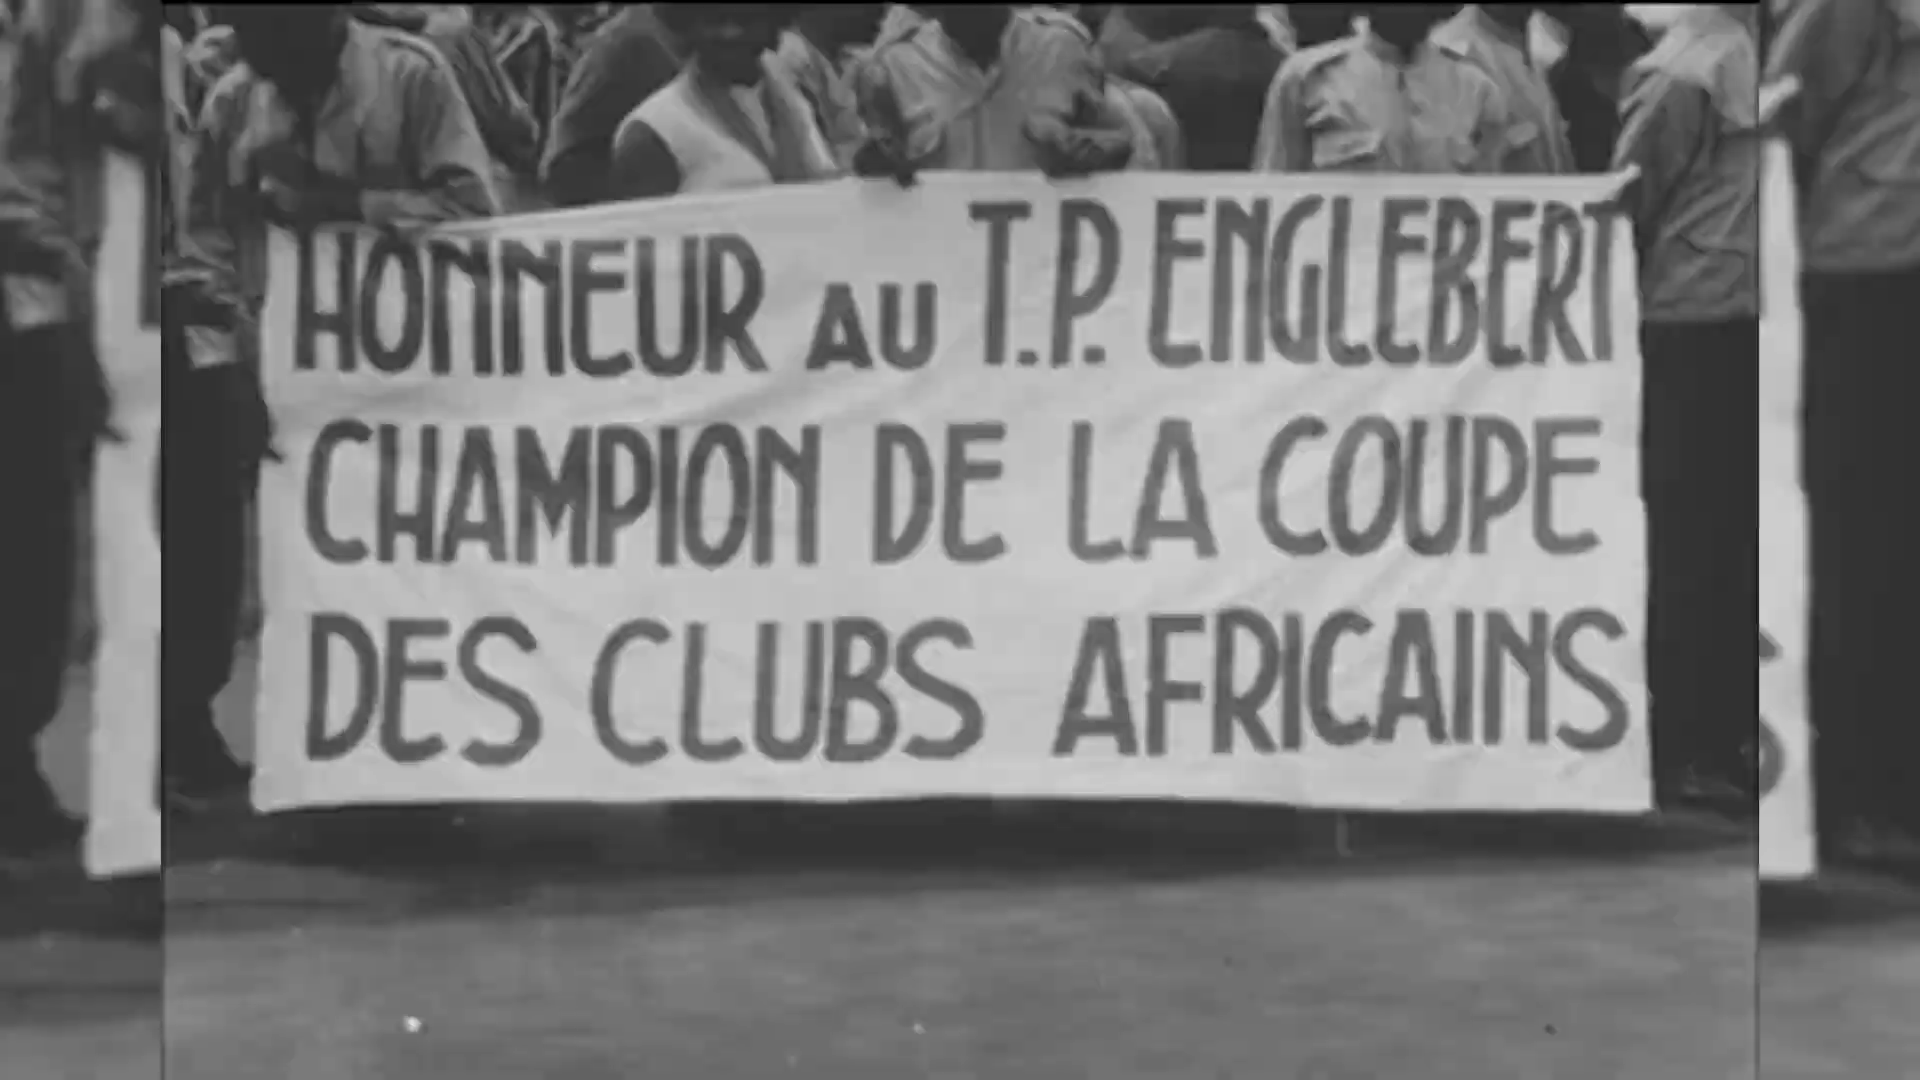 HONNEUR AU T.P. ENGLEBERT
CHAMPION DE LA COUPE
DES CLUBS AFRICAINS